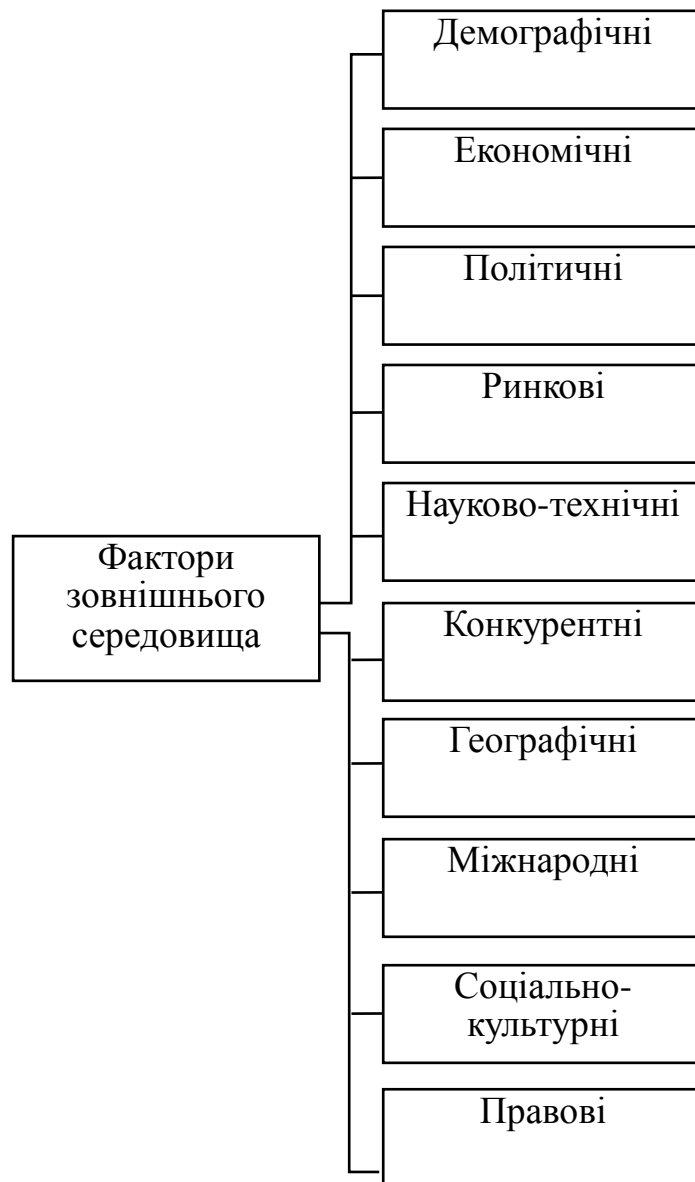 Демографічні
Економічні
Політичні
Ринкові
Науково-технічні
Фактори
зовнішнього
середовища
Конкурентні
Географічні
Міжнародні
Соціально-
культурні
Правові